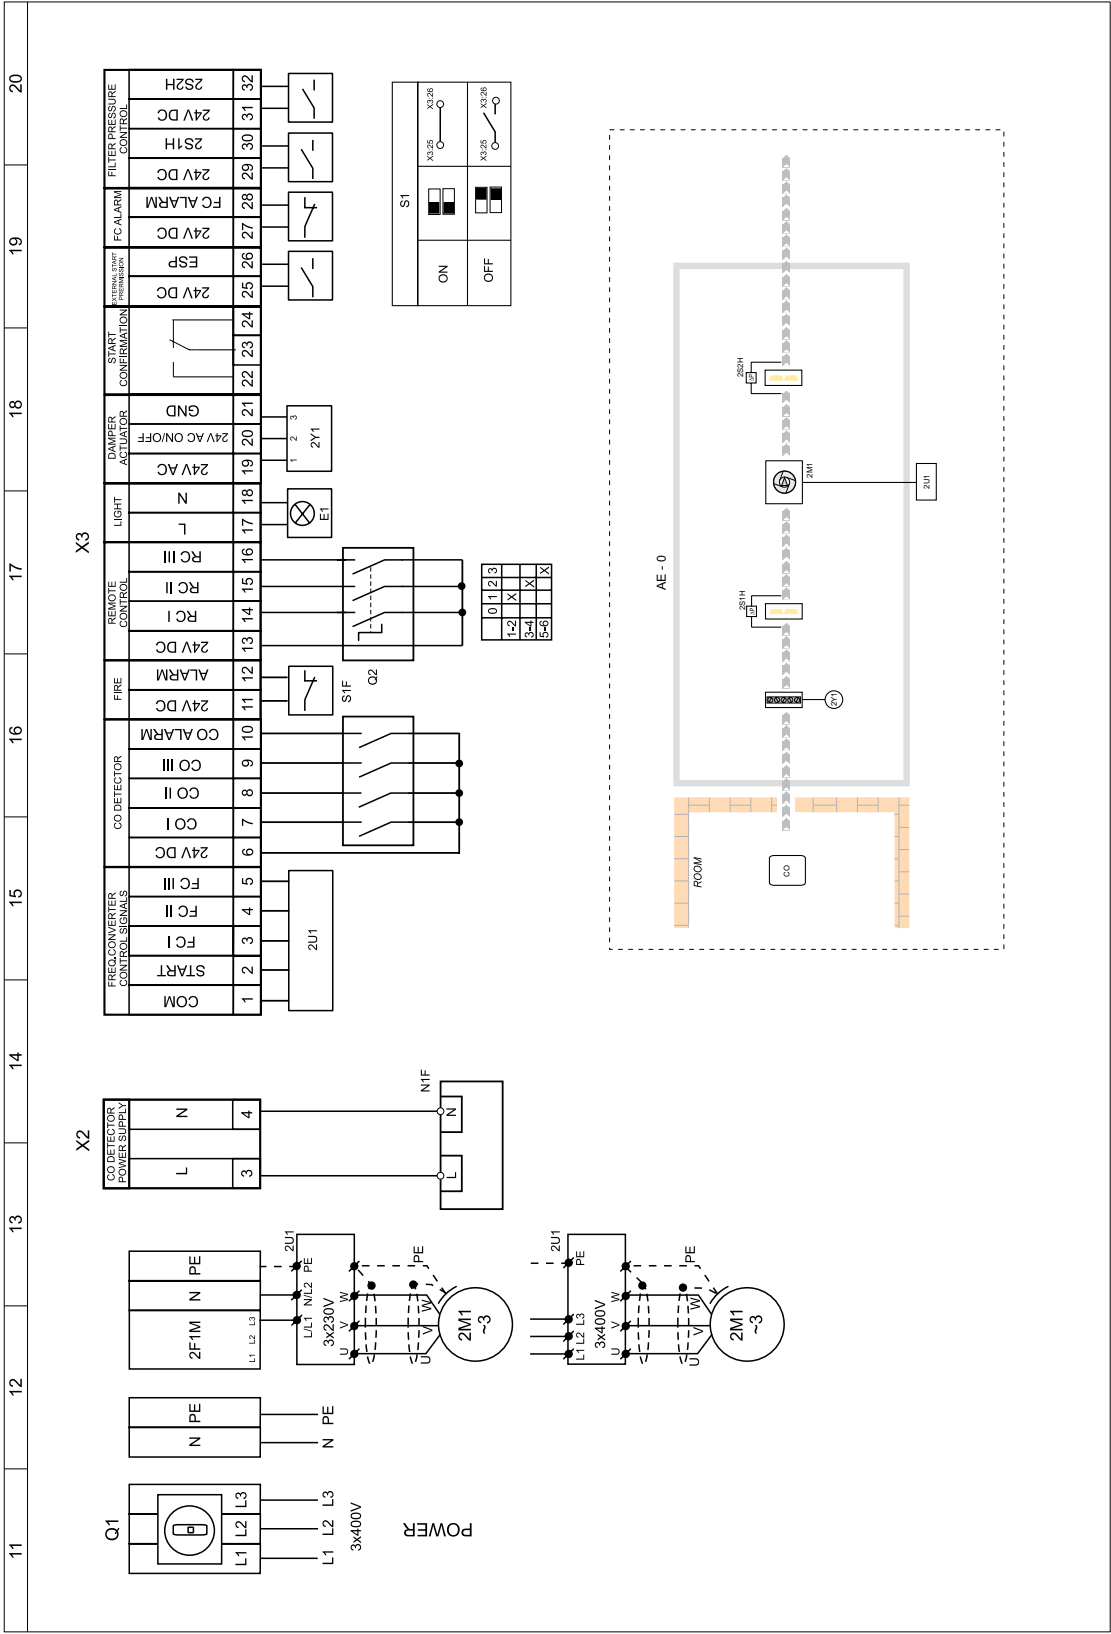 11 12 13 14 15 16 17 18 19 20
Q1
L1 L2 L3
L1 L2 L3
3x400V
POWER
N PE
N PE
2F1M N PE
L1 L2 L3
2U1
L/L1 N/L2 PE
3x230V
U V W
PE
U V W
2M1
~3
2U1
L1 L2 L3 PE
3x400V
U V W
PE
U V W
2M1
~3
X2
CO DETECTOR
POWER SUPPLY
L N
3 4
N1F
L N
X3
FREQ.CONVERTER
CONTROL SIGNALS
COM START FC I FC II FC III
1 2 3 4 5
2U1
CO DETECTOR
24V DC CO I CO II CO III CO ALARM
6 7 8 9 10
FIRE
24V DC ALARM
11 12
S1F
REMOTE
CONTROL
24V DC RC I RC II RC III
13 14 15 16
Q2
0 1 2 3
1-2 X
3-4 X
5-6 X
LIGHT
L N
17 18
E1
DAMPER
ACTUATOR
24V AC 24V AC ON/OFF GND
19 20 21
1 2 3
2Y1
START
CONFIRMATION
22 23 24
EXTERNAL START
PRERMISSION
24V DC ESP
25 26
FC ALARM
24V DC FC ALARM
27 28
FILTER PRESSURE
CONTROL
24V DC 2S1H 24V DC 2S2H
29 30 31 32
S1
ON X3:25 X3:26
OFF X3:25 X3:26
AE - 0
ROOM
CO
2Y1
2S1H
ΔP
2M1
2U1
2S2H
ΔP